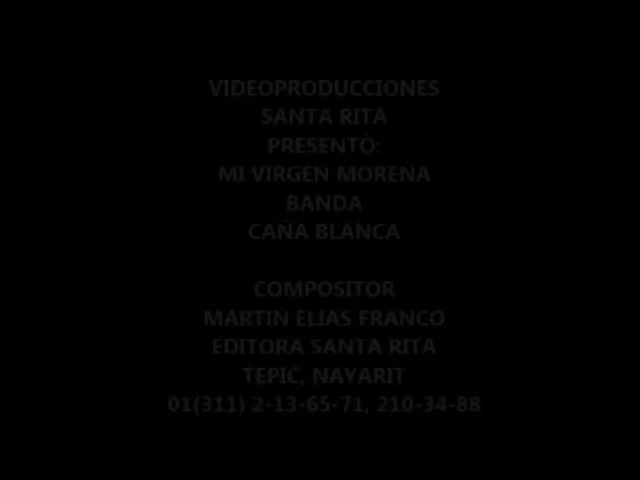 VIDEOPRODUCCIONES
SANTA RITA
PRESENTÓ:
MI VIRGEN MORENA
BANDA
CAÑA BLANCA
COMPOSITOR
MARTIN ELIAS FRANCO
EDITORA SANTA RITA
TEPIC, NAYARIT
01(311) 2-13-65-71, 210-34-88